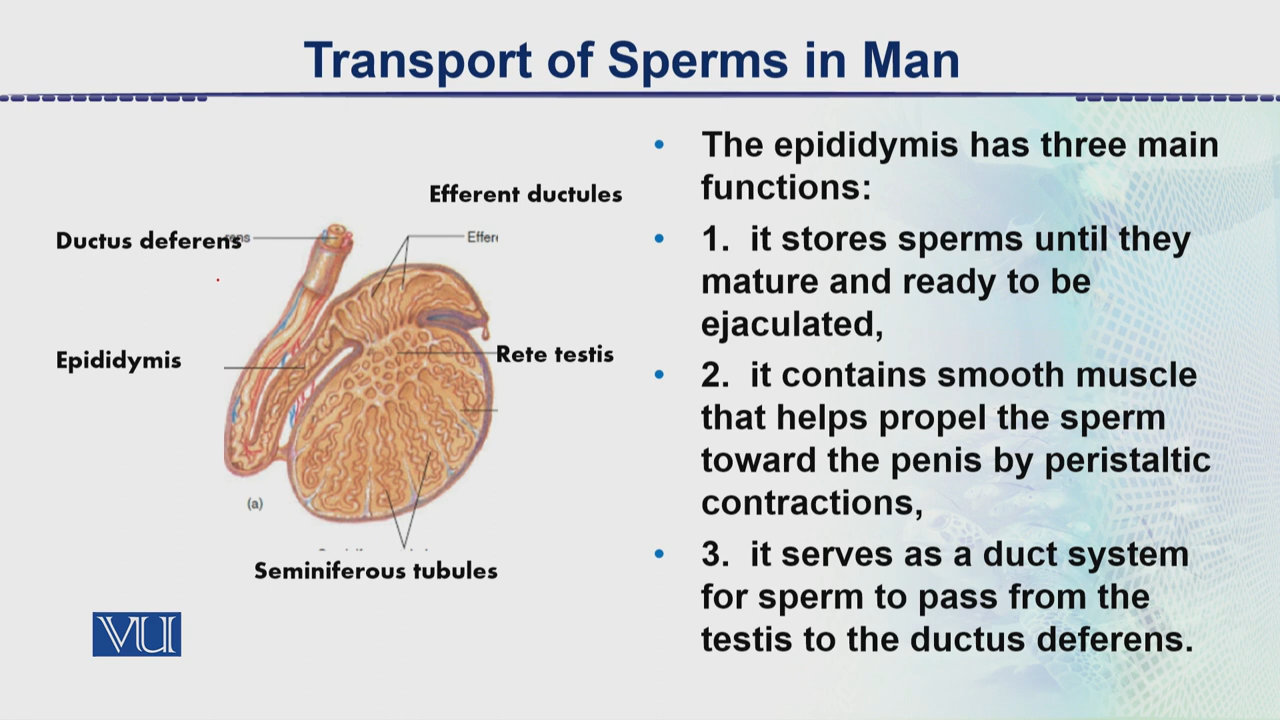 Transport of Sperms in Man
Efferent ductules
Ductus deferens
Epididymis
Rete testis
(a)
Seminiferous tubules
VU
• The epididymis has three main
functions:
• 1. it stores sperms until they
mature and ready to be
ejaculated,
• 2. it contains smooth muscle
that helps propel the sperm
toward the penis by peristaltic
contractions,
• 3. it serves as a duct system
for sperm to pass from the
testis to the ductus deferens.